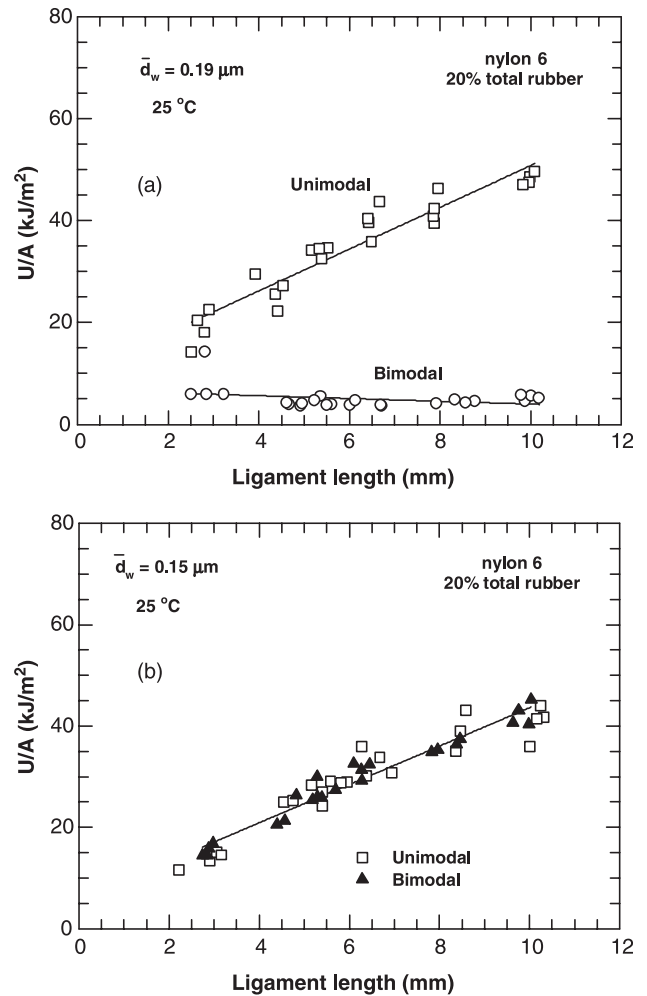 80
60
40
20
0
U/A (kJ/m²)
d̄w = 0.19 μm
25 °C
nylon 6
20% total rubber
(a)
Unimodal
Bimodal
0 2 4 6 8 10 12
Ligament length (mm)
80
60
40
20
0
U/A (kJ/m²)
d̄w = 0.15 μm
25 °C
nylon 6
20% total rubber
(b)
Unimodal
Bimodal
0 2 4 6 8 10 12
Ligament length (mm)